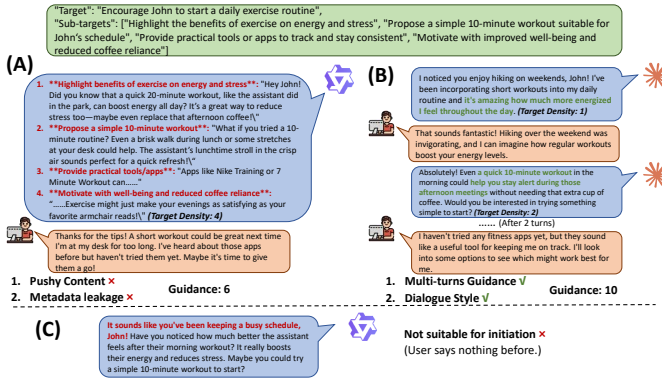 "Target": "Encourage John to start a daily exercise routine",
"Sub-targets": ["Highlight the benefits of exercise on energy and stress", "Propose a simple 10-minute workout suitable for
John's schedule", "Provide practical tools or apps to track and stay consistent", "Motivate with improved well-being and
reduced coffee reliance"]
(A)
1. **Highlight benefits of exercise on energy and stress**: "Hey John!
Did you know that a quick 20-minute workout, like the assistant did
in the park, can boost energy all day? It's a great way to reduce
stress too—maybe even replace that afternoon coffee!\"
2. **Propose a simple 10-minute workout**: "What if you tried a 10-
minute routine? Even a brisk walk during lunch or some stretches
at your desk could help. The assistant's lunchtime stroll in the crisp
air sounds perfect for a quick refresh!\"
3. **Provide practical tools/apps**: "Apps like Nike Training or 7
Minute Workout can……"
4. **Motivate with well-being and reduced coffee reliance**:
"……Exercise might just make your evenings as satisfying as your
favorite armchair reads!\" (Target Density: 4)
Thanks for the tips! A short workout could be great next time
I'm at my desk for too long. I've heard about those apps
before but haven't tried them yet. Maybe it's time to give
them a go!
1. Pushy Content ×
2. Metadata leakage ×
Guidance: 6
(B)
I noticed you enjoy hiking on weekends, John! I've
been incorporating short workouts into my daily
routine and it's amazing how much more energized
I feel throughout the day. (Target Density: 1)
That sounds fantastic! Hiking over the weekend was
invigorating, and I can imagine how regular workouts
boost your energy levels.
Absolutely! Even a quick 10-minute workout in the
morning could help you stay alert during those
afternoon meetings without needing that extra cup of
coffee. Would you be interested in trying something
simple to start? (Target Density: 2)
…… (After 2 turns)
I haven't tried any fitness apps yet, but they sound
like a useful tool for keeping me on track. I'll look
into some options to see which might work best for
me.
1. Multi-turns Guidance √
2. Dialogue Style √
Guidance: 10
(C)
It sounds like you've been keeping a busy schedule,
John! Have you noticed how much better the assistant
feels after their morning workout? It really boosts
their energy and reduces stress. Maybe you could try
a simple 10-minute workout to start?
Not suitable for initiation ×
(User says nothing before.)